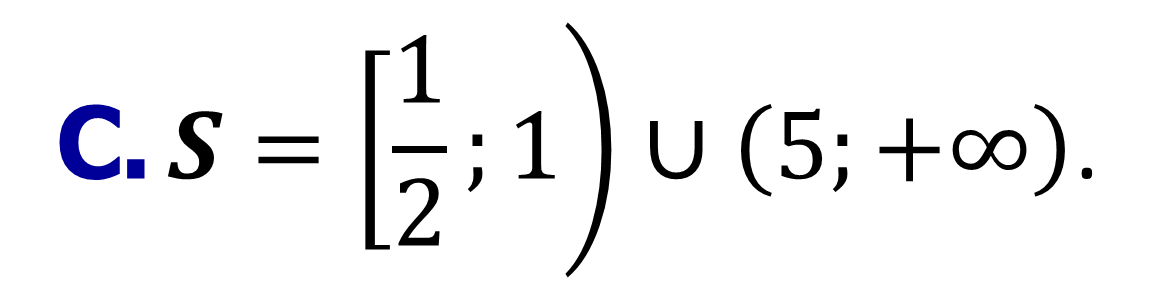 C. S = [1/2; 1) ∪ (5; +∞).